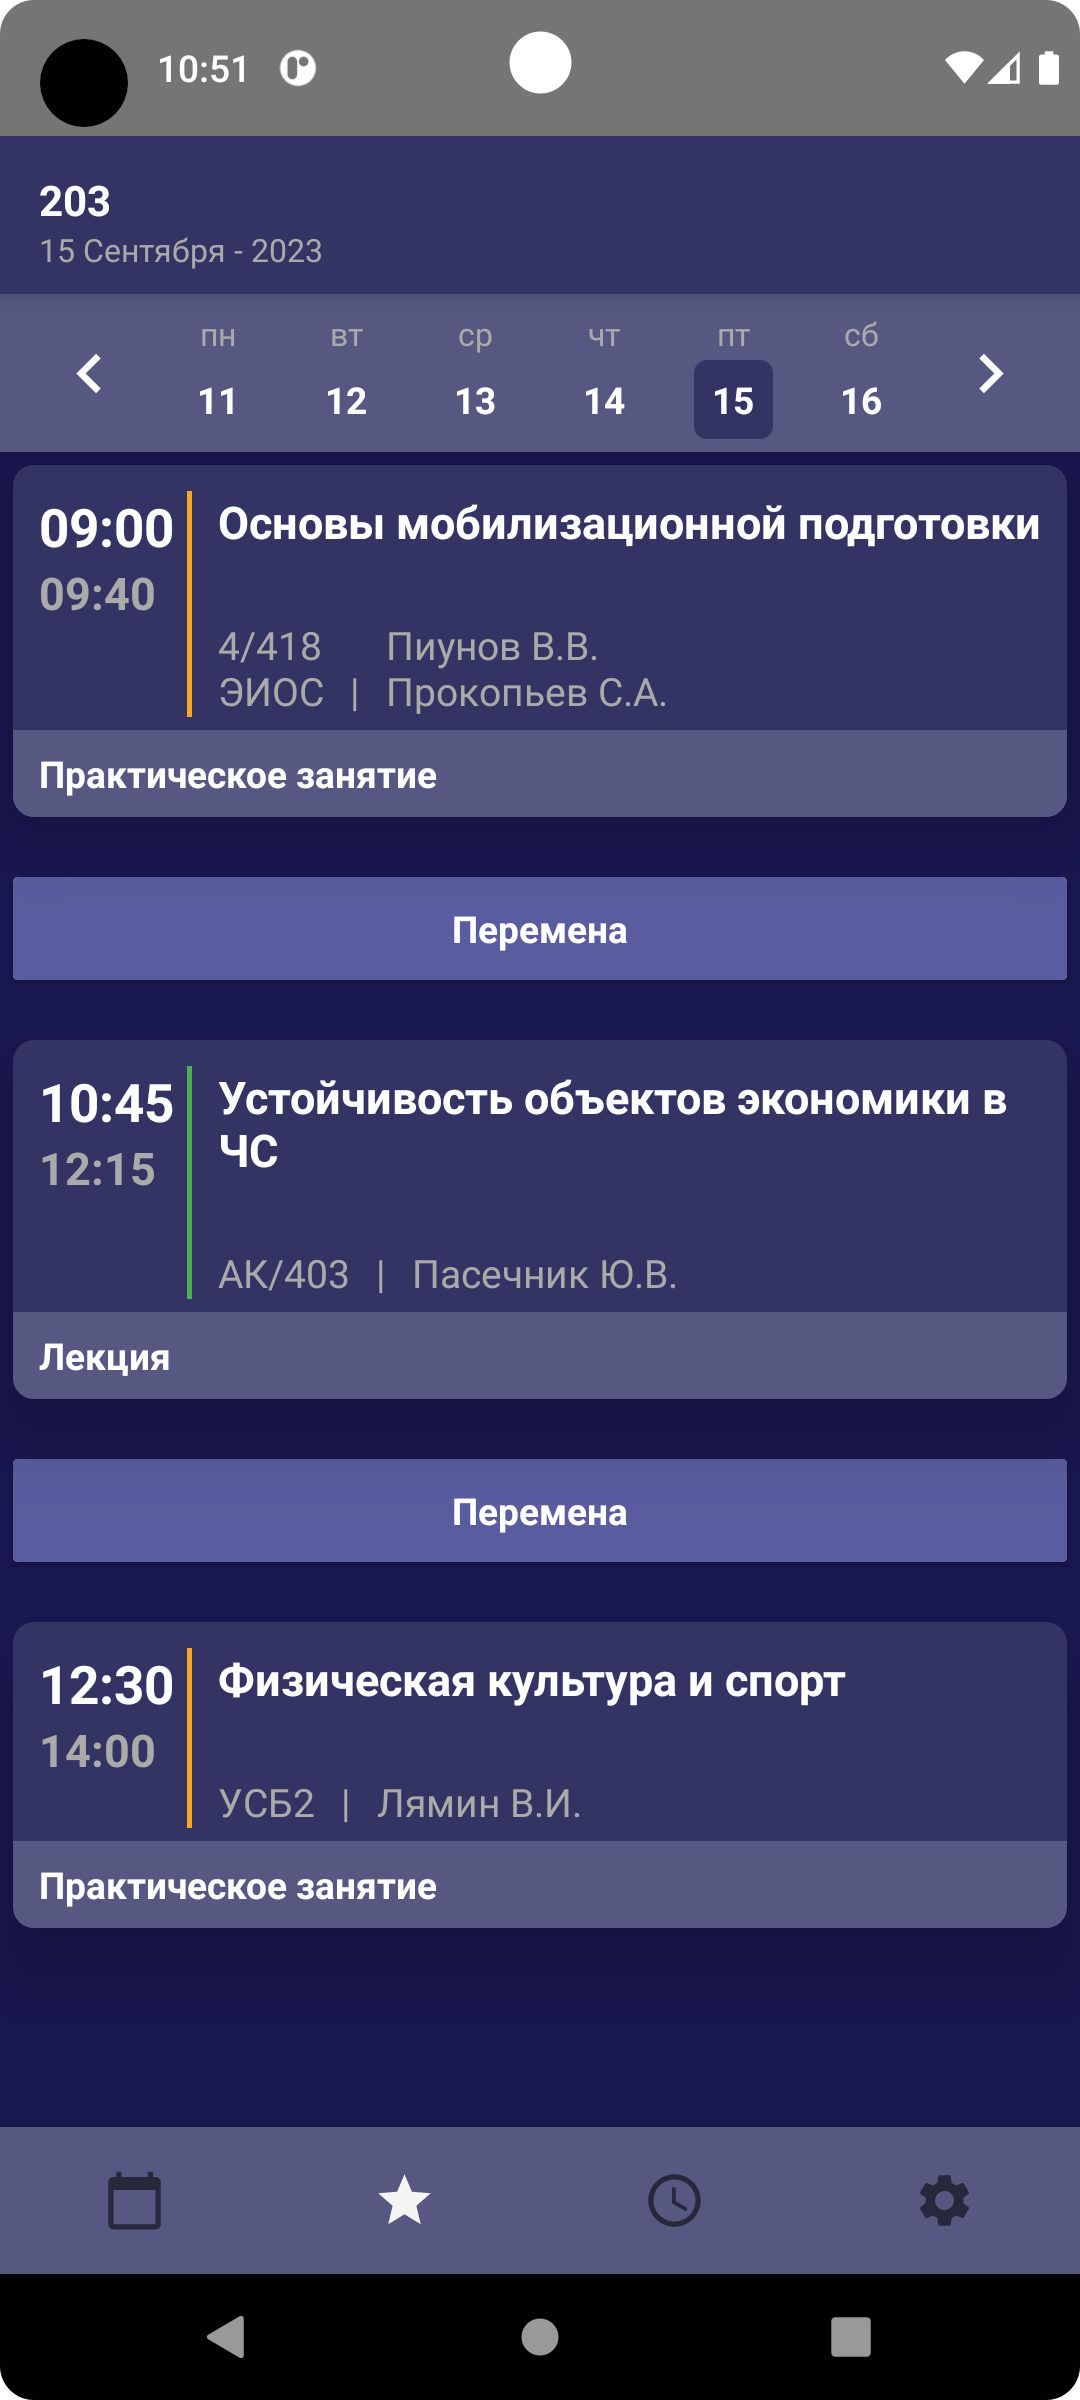 10:51
203
15 Сентября - 2023
пн вт ср чт пт сб
11 12 13 14 15 16
09:00 Основы мобилизационной подготовки
09:40
4/418 Пиунов В.В.
ЭИОС | Прокопьев С.А.
Практическое занятие
Перемена
10:45 Устойчивость объектов экономики в
ЧС
12:15
АК/403 | Пасечник Ю.В.
Лекция
Перемена
12:30 Физическая культура и спорт
14:00
УСБ2 | Лямин В.И.
Практическое занятие